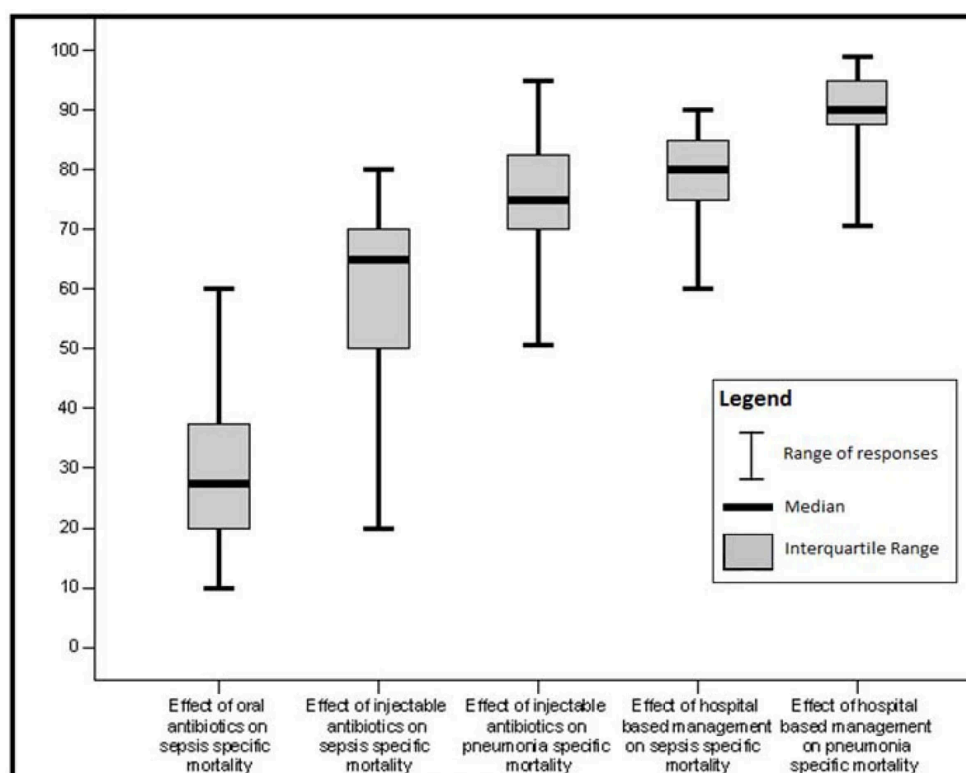 100
90
80
70
60
50
40
30
20
10
0
Legend
Range of responses
Median
Interquartile Range
Effect of oral
antibiotics on
sepsis specific
mortality
Effect of injectable
antibiotics on
sepsis specific
mortality
Effect of injectable
antibiotics on
pneumonia specific
mortality
Effect of hospital
based management
on sepsis specific
mortality
Effect of hospital
based management
on pneumonia
specific mortality